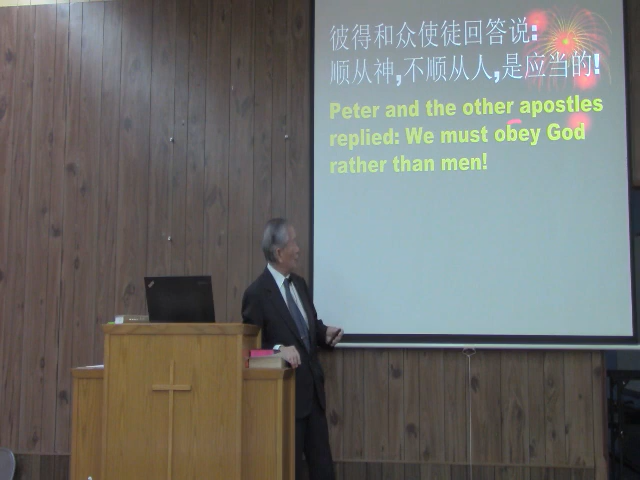 彼得和众使徒回答说:
顺从神,不顺从人,是应当的!
Peter and the other apostles
replied: We must obey God
rather than men!